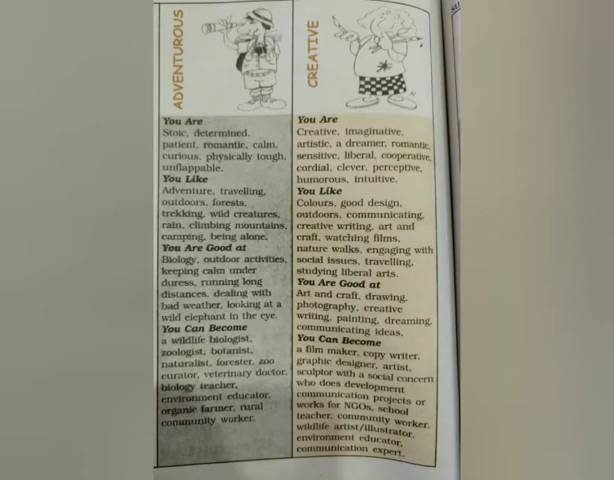 ADVENTUROUS
You Are
Stoic, determined,
patient, romantic, calm,
curious, physically tough,
unflappable.
You Like
Adventure, travelling,
outdoors, forests,
trekking, wild creatures,
rain, climbing mountains,
camping, being alone.
You Are Good at
Biology, outdoor activities,
keeping calm under
duress, running long
distances, dealing with
bad weather, looking at a
wild elephant in the eye.
You Can Become
a wildlife biologist,
zoologist, botanist,
naturalist, forester, zoo
curator, veterinary doctor,
biology teacher,
environment educator,
organic farmer, rural
community worker.
CREATIVE
You Are
Creative, imaginative,
artistic, a dreamer, romantic,
sensitive, liberal, cooperative,
cordial, clever, perceptive,
humorous, intuitive.
You Like
Colours, good design,
outdoors, communicating,
creative writing, art and
craft, watching films,
nature walks, engaging with
social issues, travelling,
studying liberal arts.
You Are Good at
Art and craft, drawing,
photography, creative
writing, painting, dreaming,
communicating ideas.
You Can Become
a film maker, copy writer,
graphic designer, artist,
sculptor with a social concern
who does development
communication projects or
works for NGOs, school
teacher, community worker,
wildlife artist/illustrator,
environment educator,
communication expert.